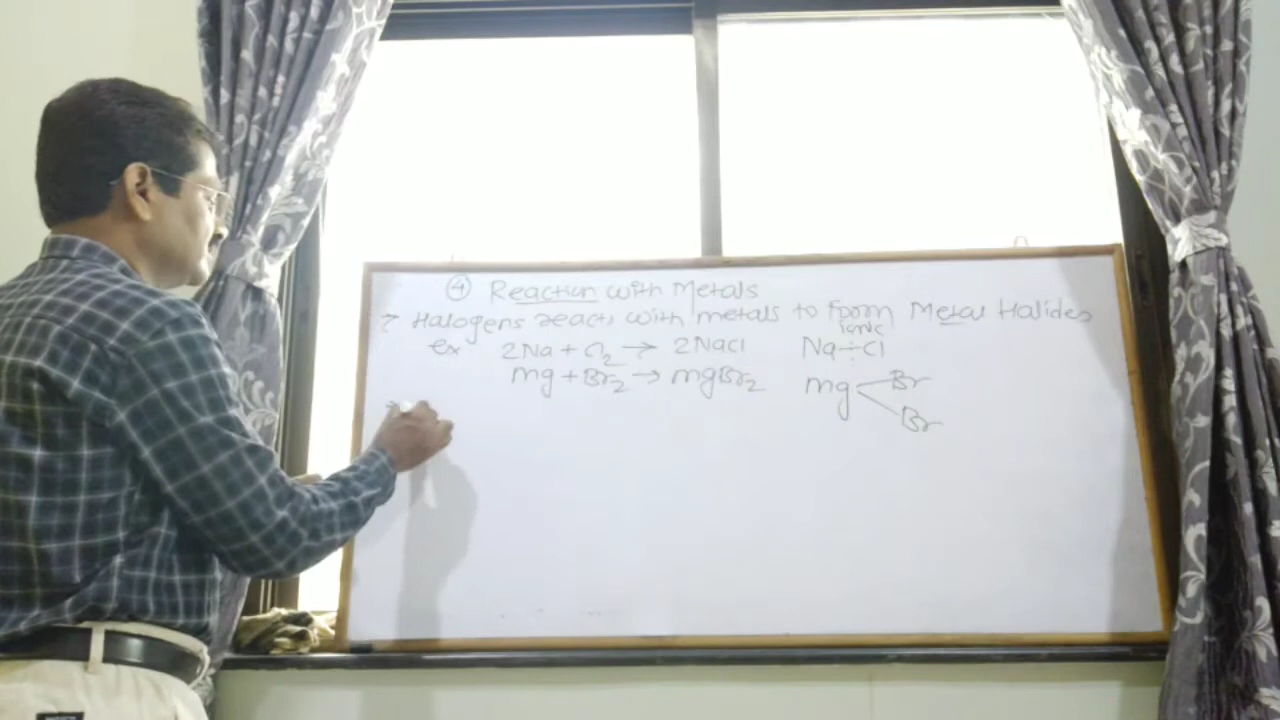 ④ Reaction with Metals
→ Halogens reacts with metals to Form Metal Halides
ionic
ex 2Na + Cl₂ → 2NaCl Na÷Cl
mg + Br₂ → mgBr₂ mg Br
Br